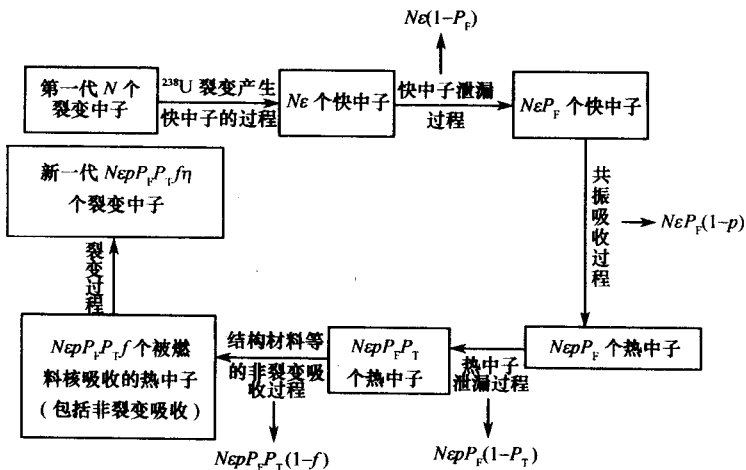 Nε(1−P_F)
第一代 N 个
裂变中子
²³⁸U 裂变产生
快中子的过程
Nε 个快中子
快中子泄漏
过程
NεP_F 个快中子
共振吸收过程
NεP_F(1−p)
NεpP_F 个热中子
热中子
泄漏过程
NεpP_F(1−P_T)
NεpP_FP_T
个热中子
结构材料等
的非裂变吸
收过程
NεpP_FP_T(1−f)
NεpP_FP_T f 个被燃
料核吸收的热中子
(包括非裂变吸收)
裂变过程
新一代 NεpP_FP_T fη
个裂变中子